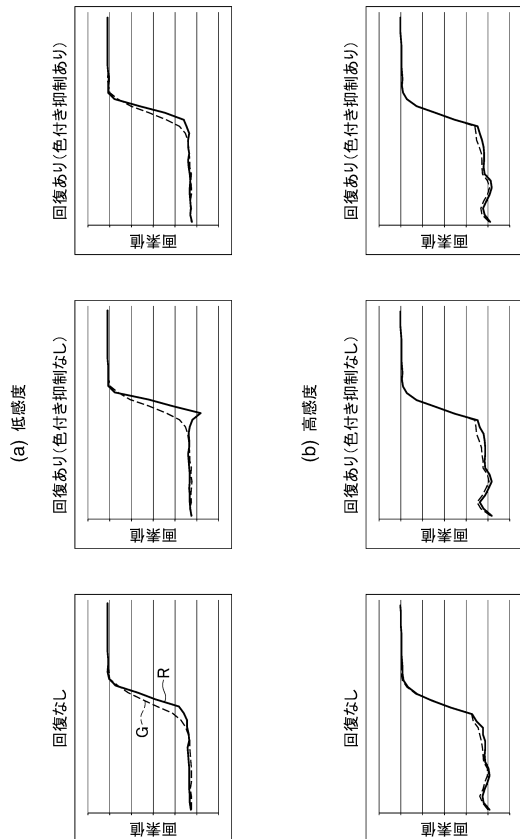 (a) 低感度
回復なし
画素値
G
R
回復あり(色付き抑制なし)
画素値
回復あり(色付き抑制あり)
画素値
(b) 高感度
回復なし
画素値
回復あり(色付き抑制なし)
画素値
回復あり(色付き抑制あり)
画素値